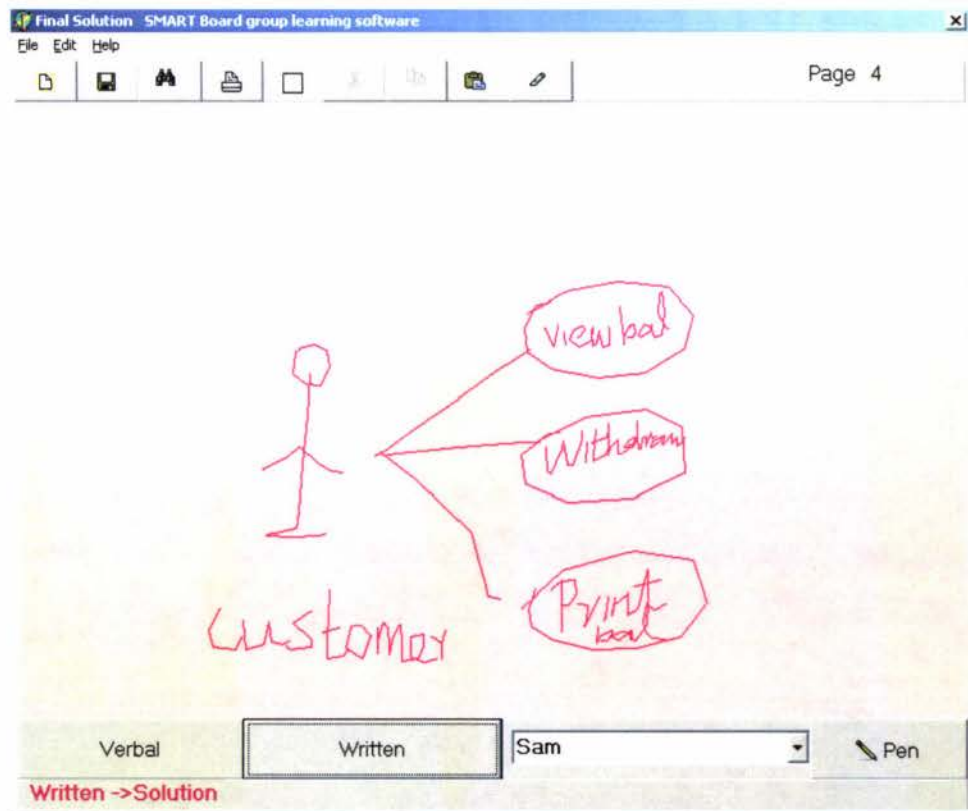 Final Solution SMART Board group learning software
File Edit Help
Page 4
view bal
Withdraw
Print
bal
customer
Verbal Written Sam Pen
Written ->Solution